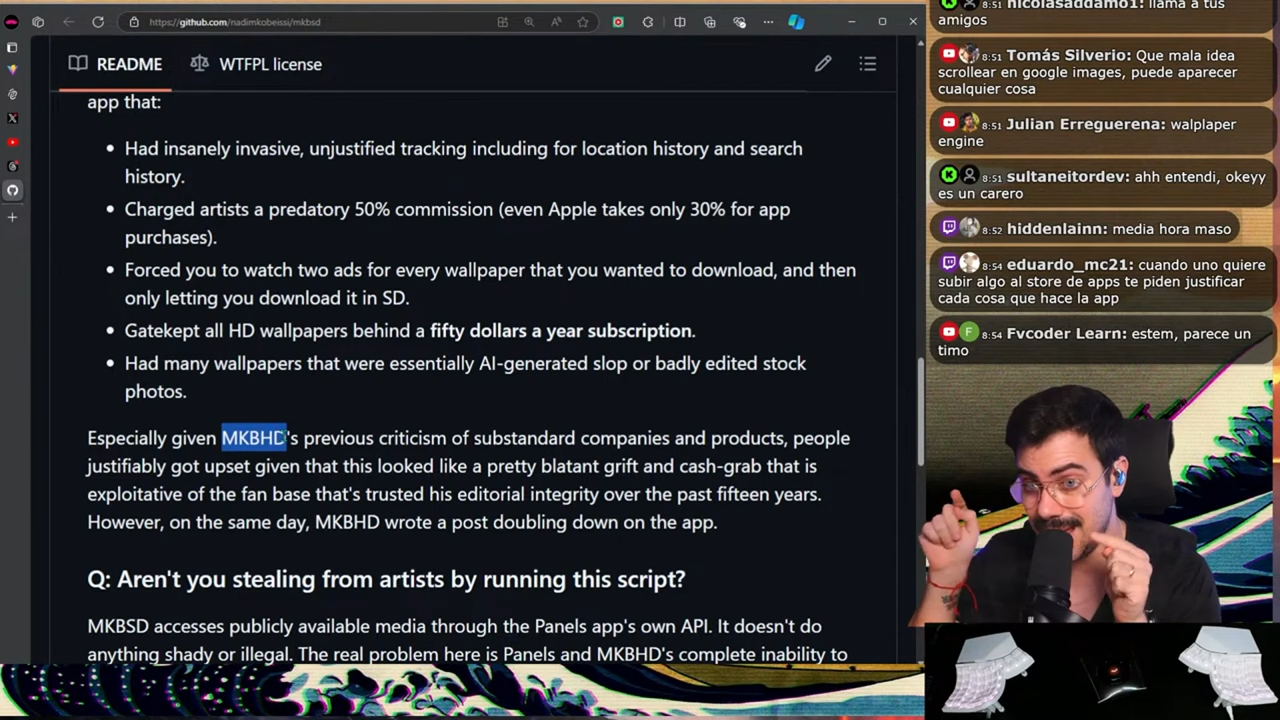 https://github.com/nadimkobeissi/mkbsd
README
WTFPL license
app that:
Had insanely invasive, unjustified tracking including for location history and search
history.
Charged artists a predatory 50% commission (even Apple takes only 30% for app
purchases).
Forced you to watch two ads for every wallpaper that you wanted to download, and then
only letting you download it in SD.
Gatekept all HD wallpapers behind a fifty dollars a year subscription.
Had many wallpapers that were essentially AI-generated slop or badly edited stock
photos.
Especially given MKBHD's previous criticism of substandard companies and products, people
justifiably got upset given that this looked like a pretty blatant grift and cash-grab that is
exploitative of the fan base that's trusted his editorial integrity over the past fifteen years.
However, on the same day, MKBHD wrote a post doubling down on the app.
Q: Aren't you stealing from artists by running this script?
MKBSD accesses publicly available media through the Panels app's own API. It doesn't do
anything shady or illegal. The real problem here is Panels and MKBHD's complete inability to
8:51 nicolasaddamo1: llama a tus
amigos
8:51 Tomás Silverio: Que mala idea
scrollear en google images, puede aparecer
cualquier cosa
8:51 Julian Erreguerena: walplaper
engine
8:51 sultaneitordev: ahh entendi, okeyy
es un carero
8:52 hiddenlainn: media hora maso
8:54 eduardo_mc21: cuando uno quiere
subir algo al store de apps te piden justificar
cada cosa que hace la app
8:54 Fvcoder Learn: estem, parece un
timo